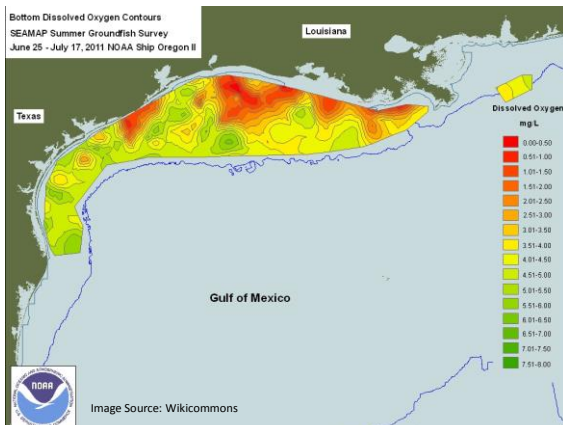 Bottom Dissolved Oxygen Contours
SEAMAP Summer Groundfish Survey
June 25 - July 17, 2011 NOAA Ship Oregon II
Louisiana
Texas
Dissolved Oxygen
mg/L
0.00-0.50
0.51-1.00
1.01-1.50
1.51-2.00
2.01-2.50
2.51-3.00
3.01-3.50
3.51-4.00
4.01-4.50
4.51-5.00
5.01-5.50
5.51-6.00
6.01-6.50
6.51-7.00
7.01-7.50
7.51-8.00
Gulf of Mexico
NOAA
Image Source: Wikicommons